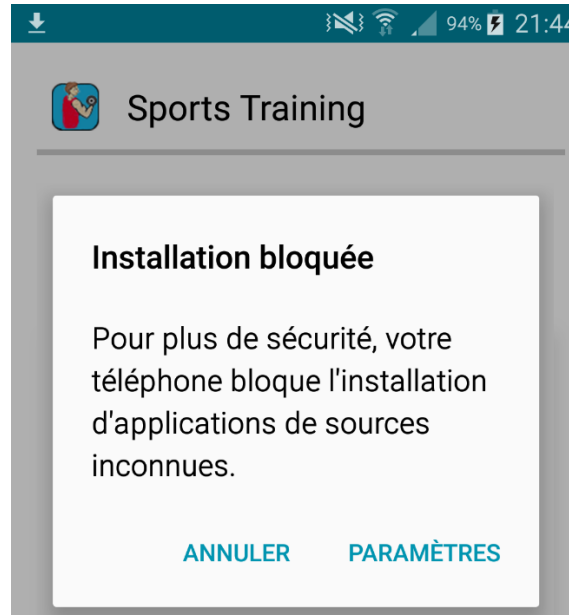 94% 21:44
Sports Training
Installation bloquée
Pour plus de sécurité, votre
téléphone bloque l'installation
d'applications de sources
inconnues.
ANNULER PARAMÈTRES